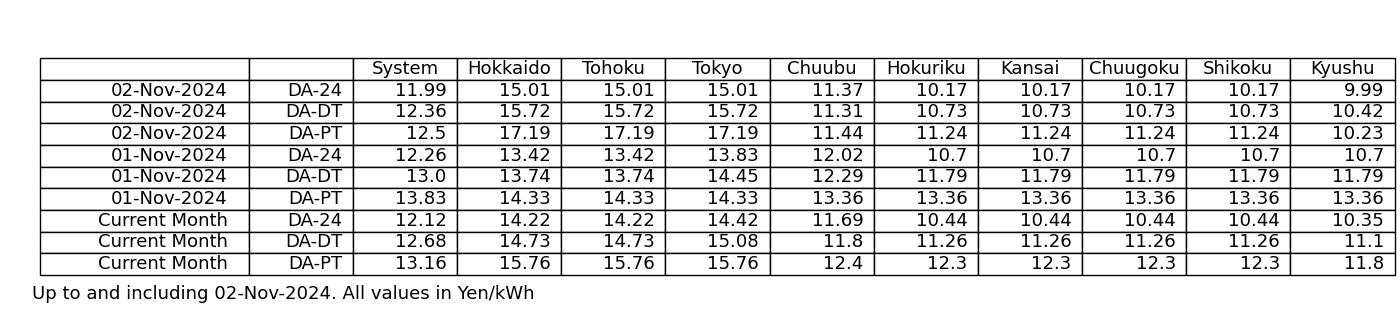 System Hokkaido Tohoku Tokyo Chuubu Hokuriku Kansai Chuugoku Shikoku Kyushu
02-Nov-2024 DA-24 11.99 15.01 15.01 15.01 11.37 10.17 10.17 10.17 10.17 9.99
02-Nov-2024 DA-DT 12.36 15.72 15.72 15.72 11.31 10.73 10.73 10.73 10.73 10.42
02-Nov-2024 DA-PT 12.5 17.19 17.19 17.19 11.44 11.24 11.24 11.24 11.24 10.23
01-Nov-2024 DA-24 12.26 13.42 13.42 13.83 12.02 10.7 10.7 10.7 10.7 10.7
01-Nov-2024 DA-DT 13.0 13.74 13.74 14.45 12.29 11.79 11.79 11.79 11.79 11.79
01-Nov-2024 DA-PT 13.83 14.33 14.33 14.33 13.36 13.36 13.36 13.36 13.36 13.36
Current Month DA-24 12.12 14.22 14.22 14.42 11.69 10.44 10.44 10.44 10.44 10.35
Current Month DA-DT 12.68 14.73 14.73 15.08 11.8 11.26 11.26 11.26 11.26 11.1
Current Month DA-PT 13.16 15.76 15.76 15.76 12.4 12.3 12.3 12.3 12.3 11.8
Up to and including 02-Nov-2024. All values in Yen/kWh